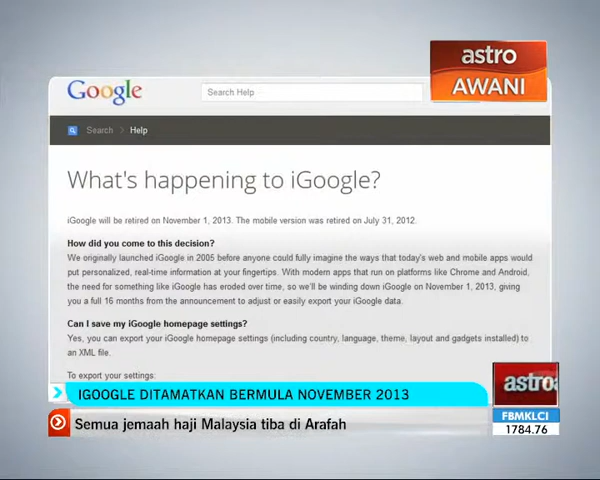 astro
AWANI
Google
Search Help
Search > Help
What's happening to iGoogle?
iGoogle will be retired on November 1, 2013. The mobile version was retired on July 31, 2012.
How did you come to this decision?
We originally launched iGoogle in 2005 before anyone could fully imagine the ways that today's web and mobile apps would
put personalized, real-time information at your fingertips. With modern apps that run on platforms like Chrome and Android,
the need for something like iGoogle has eroded over time, so we'll be winding down iGoogle on November 1, 2013, giving
you a full 16 months from the announcement to adjust or easily export your iGoogle data.
Can I save my iGoogle homepage settings?
Yes, you can export your iGoogle homepage settings (including country, language, theme, layout and gadgets installed) to
an XML file.
To export your settings:
IGOOGLE DITAMATKAN BERMULA NOVEMBER 2013
Semua jemaah haji Malaysia tiba di Arafah
astro
FBMKLCI
1784.76